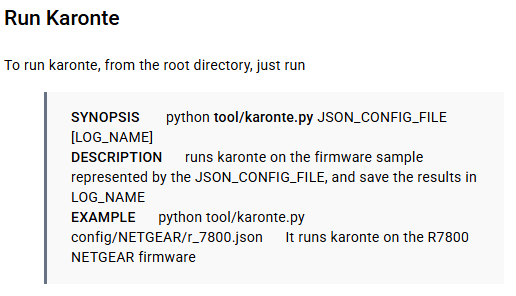 Run Karonte
To run karonte, from the root directory, just run
SYNOPSIS python tool/karonte.py JSON_CONFIG_FILE
[LOG_NAME]
DESCRIPTION runs karonte on the firmware sample
represented by the JSON_CONFIG_FILE, and save the results in
LOG_NAME
EXAMPLE python tool/karonte.py
config/NETGEAR/r_7800.json It runs karonte on the R7800
NETGEAR firmware